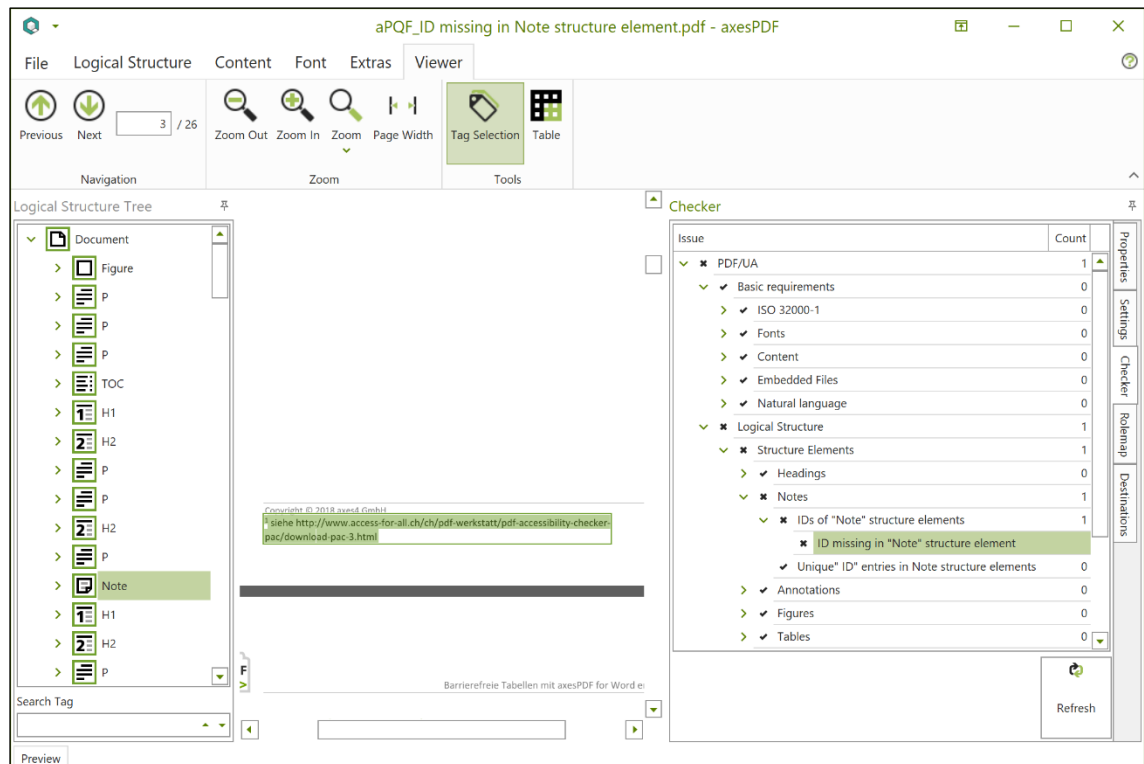 aPQF_ID missing in Note structure element.pdf - axesPDF
File Logical Structure Content Font Extras Viewer
Previous Next 3 / 26 Zoom Out Zoom In Zoom Page Width Tag Selection Table
Navigation Zoom Tools
Logical Structure Tree
Document
Figure
P
P
P
TOC
H1
H2
P
P
H2
P
Note
H1
H2
P
Search Tag
Preview
Copyright © 2018 axes4 GmbH
1 siehe http://www.access-for-all.ch/ch/pdf-werkstatt/pdf-accessibility-checker-
pac/download-pac-3.html
F
>
Barrierefreie Tabellen mit axesPDF for Word
Checker
Issue Count
PDF/UA 1
Basic requirements 0
ISO 32000-1 0
Fonts 0
Content 0
Embedded Files 0
Natural language 0
Logical Structure 1
Structure Elements 1
Headings 0
Notes 1
IDs of "Note" structure elements 1
ID missing in "Note" structure element
Unique" ID" entries in Note structure elements 0
Annotations 0
Figures 0
Tables 0
Refresh
Properties
Settings
Checker
Rolemap
Destinations